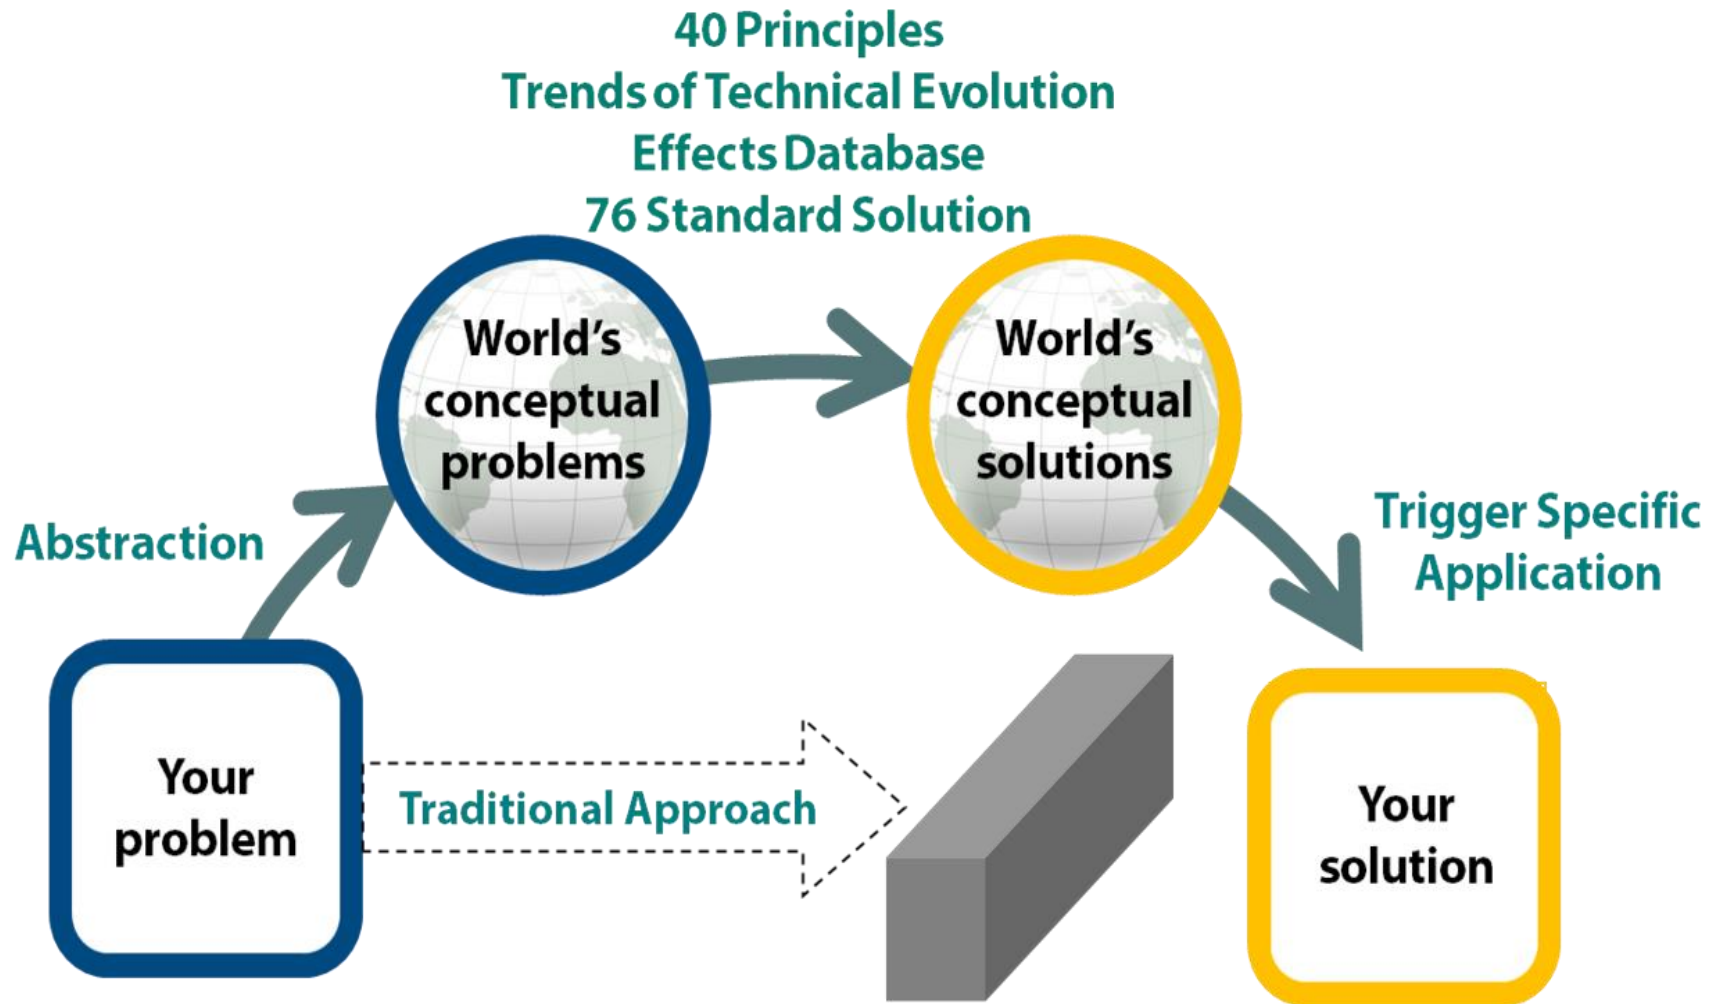 40 Principles
Trends of Technical Evolution
Effects Database
76 Standard Solution
World's
conceptual
problems
World's
conceptual
solutions
Abstraction
Trigger Specific
Application
Your
problem
Traditional Approach
Your
solution